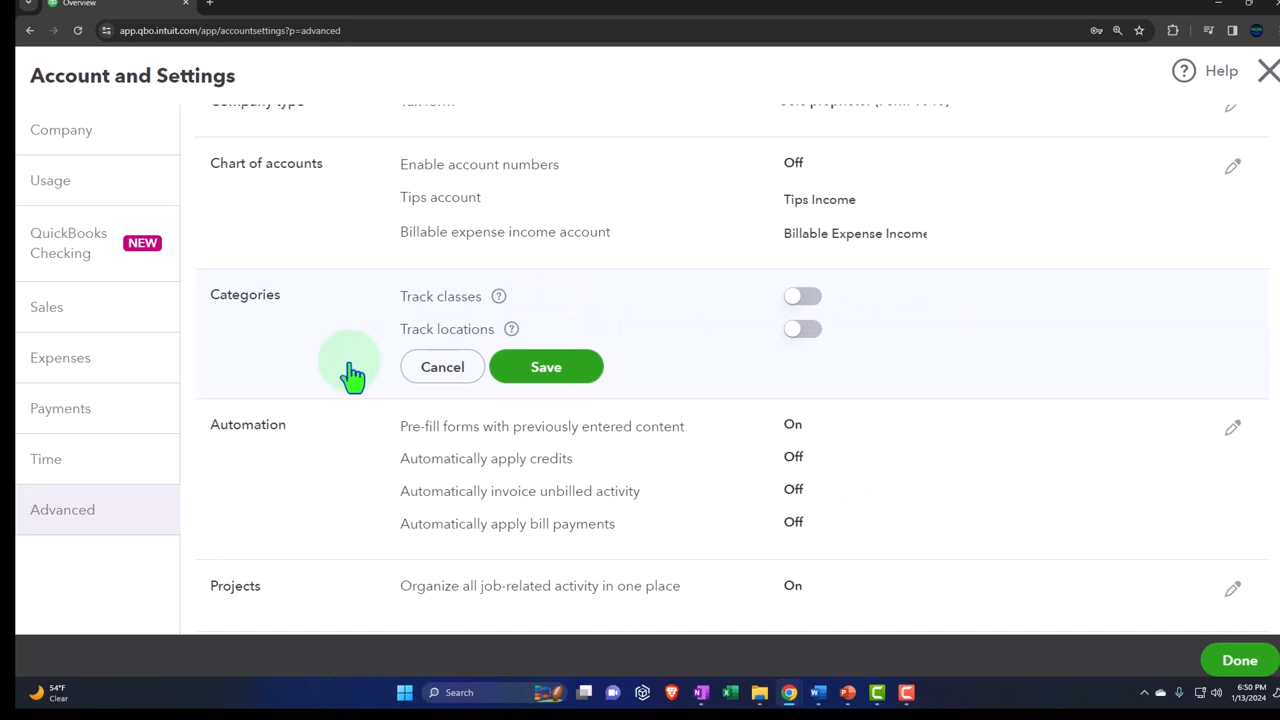 Overview
app.qbo.intuit.com/app/accountsettings?p=advanced
Account and Settings
Help
Company
Usage
QuickBooks
Checking
NEW
Sales
Expenses
Payments
Time
Advanced
Company type
Chart of accounts
Enable account numbers
Off
Tips account
Tips Income
Billable expense income account
Billable Expense Income
Categories
Track classes
Track locations
Cancel
Save
Automation
Pre-fill forms with previously entered content
On
Automatically apply credits
Off
Automatically invoice unbilled activity
Off
Automatically apply bill payments
Off
Projects
Organize all job-related activity in one place
On
Done
54°F
Clear
Search
6:50 PM
1/13/2024